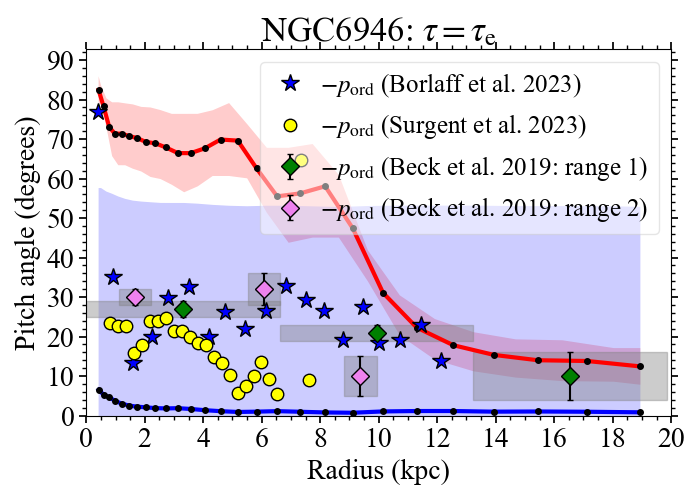 NGC6946: τ = τe
−pord (Borlaff et al. 2023)
−pord (Surgent et al. 2023)
−pord (Beck et al. 2019: range 1)
−pord (Beck et al. 2019: range 2)
Pitch angle (degrees)
90
80
70
60
50
40
30
20
10
0
0 2 4 6 8 10 12 14 16 18 20
Radius (kpc)